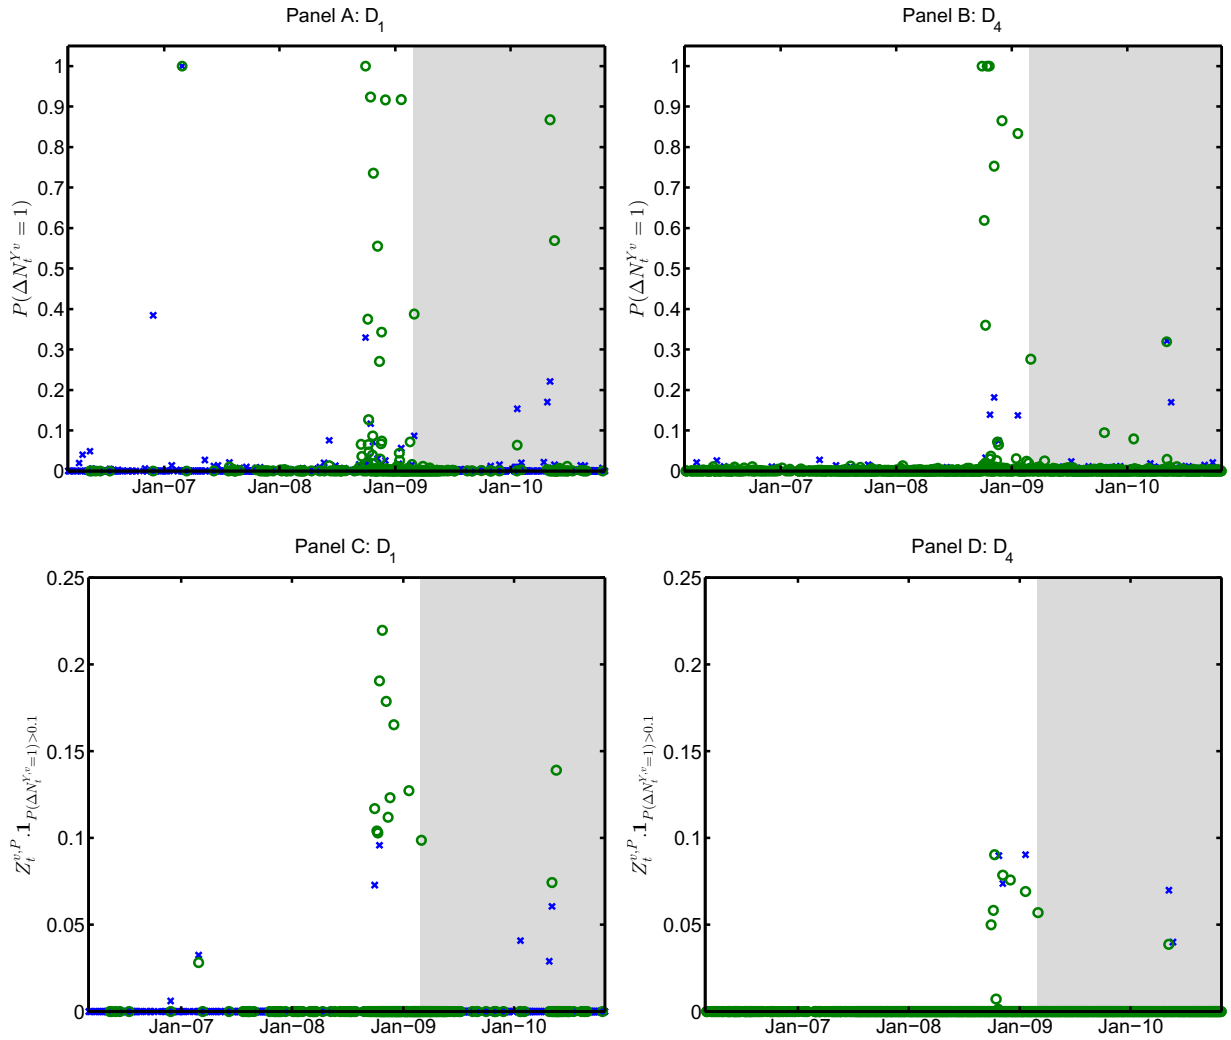 Panel A: D₁
P(ΔN_t^{Yv} = 1)
1
0.9
0.8
0.7
0.6
0.5
0.4
0.3
0.2
0.1
0
Jan−07 Jan−08 Jan−09 Jan−10
Panel B: D₄
P(ΔN_t^{Yv} = 1)
1
0.9
0.8
0.7
0.6
0.5
0.4
0.3
0.2
0.1
0
Jan−07 Jan−08 Jan−09 Jan−10
Panel C: D₁
Z_t^{v,P}.1_{P(ΔN_t^{Y,v}=1)>0.1}
0.25
0.2
0.15
0.1
0.05
0
Jan−07 Jan−08 Jan−09 Jan−10
Panel D: D₄
Z_t^{v,P}.1_{P(ΔN_t^{Y,v}=1)>0.1}
0.25
0.2
0.15
0.1
0.05
0
Jan−07 Jan−08 Jan−09 Jan−10